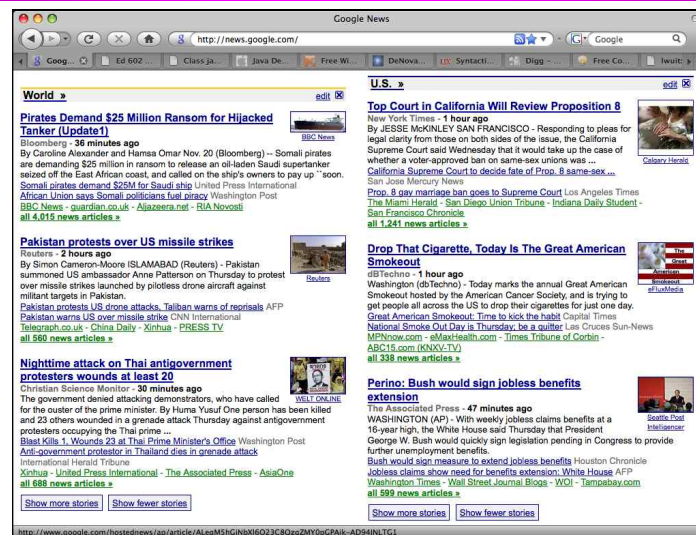 Google News
http://news.google.com/
Google
Goog...
Ed 602 ...
Class ja...
Java De...
Free Wi...
DeNova...
Syntacti...
Digg – ...
Free Co...
Iwuit:
World »
edit
Pirates Demand $25 Million Ransom for Hijacked
Tanker (Update1)
BBC News
Bloomberg - 36 minutes ago
By Caroline Alexander and Hamsa Omar Nov. 20 (Bloomberg) -- Somali pirates
are demanding $25 million in ransom to release an oil-laden Saudi supertanker
seized off the East African coast, and called on the ship's owners to pay up ``soon.
Somali pirates demand $25M for Saudi ship United Press International
African Union says Somali politicians fuel piracy Washington Post
BBC News - guardian.co.uk - Aljazeera.net - RIA Novosti
all 4,015 news articles »
Pakistan protests over US missile strikes
Reuters - 2 hours ago
Reuters
By Simon Cameron-Moore ISLAMABAD (Reuters) - Pakistan
summoned US ambassador Anne Patterson on Thursday to protest
over missile strikes launched by pilotless drone aircraft against
militant targets in Pakistan.
Pakistan protests US drone attacks, Taliban warns of reprisals AFP
Pakistan warns US over missile strike CNN International
Telegraph.co.uk - China Daily - Xinhua - PRESS TV
all 560 news articles »
Nighttime attack on Thai antigovernment
protesters wounds at least 20
Christian Science Monitor - 30 minutes ago
WELT ONLINE
The government denied attacking demonstrators, who have called
for the ouster of the prime minister. By Huma Yusuf One person has been killed
and 23 others wounded in a grenade attack Thursday against antigovernment
protesters occupying the Thai prime ...
Blast Kills 1, Wounds 23 at Thai Prime Minister's Office Washington Post
Anti-government protestor in Thailand dies in grenade attack
International Herald Tribune
Xinhua - United Press International - The Associated Press - AsiaOne
all 688 news articles »
Show more stories
Show fewer stories
U.S. »
edit
Top Court in California Will Review Proposition 8
New York Times - 1 hour ago
Calgary Herald
By JESSE McKINLEY SAN FRANCISCO - Responding to pleas for
legal clarity from those on both sides of the issue, the California
Supreme Court said Wednesday that it would take up the case of
whether a voter-approved ban on same-sex unions was ...
California Supreme Court to decide fate of Prop. 8 same-sex ...
San Jose Mercury News
Prop. 8 gay marriage ban goes to Supreme Court Los Angeles Times
The Miami Herald - San Diego Union Tribune - Indiana Daily Student -
San Francisco Chronicle
all 1,241 news articles »
Drop That Cigarette, Today Is The Great American
Smokeout
The
Great
American
Smokeout
eFluxMedia
dBTechno - 1 hour ago
Washington (dbTechno) - Today marks the annual Great American
Smokeout hosted by the American Cancer Society, and is trying to
get people all across the US to drop their cigarettes for just one day.
Great American Smokeout: Time to kick the habit Capital Times
National Smoke Out Day is Thursday; be a quitter Las Cruces Sun-News
MPNnow.com - eMaxHealth.com - Times Tribune of Corbin -
ABC15.com (KNXV-TV)
all 338 news articles »
Perino: Bush would sign jobless benefits
extension
The Associated Press - 47 minutes ago
Seattle Post
Intelligencer
WASHINGTON (AP) - With weekly jobless claims benefits at a
16-year high, the White House said Thursday that President
George W. Bush would quickly sign legislation pending in Congress to provide
further unemployment benefits.
Bush would sign measure to extend jobless benefits Houston Chronicle
Jobless claims show need for benefits extension: White House AFP
Washington Times - Wall Street Journal Blogs - WOI - Tampabay.com
all 599 news articles »
Show more stories
Show fewer stories